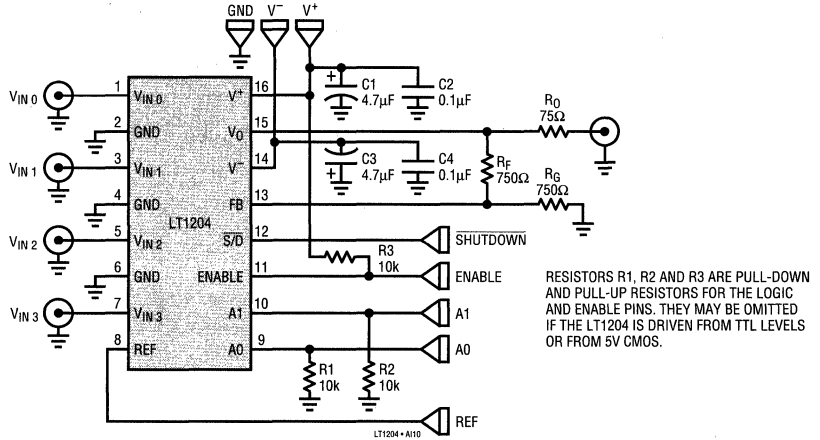 GND V⁻ V⁺
C1
4.7µF
C2
0.1µF
V_IN 0
1
V_IN 0
V⁺
16
2
GND
V_O
15
R_O
75Ω
V_IN 1
3
V_IN 1
V⁻
14
C3
4.7µF
C4
0.1µF
R_F
750Ω
R_G
750Ω
4
GND
FB
13
LT1204
V_IN 2
5
V_IN 2
S/D̅
12
SHUTDOWN
R3
10k
6
GND
ENABLE
11
ENABLE
V_IN 3
7
V_IN 3
A1
10
A1
8
REF
A0
9
A0
R1
10k
R2
10k
REF
LT1204 • AI10
RESISTORS R1, R2 AND R3 ARE PULL-DOWN
AND PULL-UP RESISTORS FOR THE LOGIC
AND ENABLE PINS. THEY MAY BE OMITTED
IF THE LT1204 IS DRIVEN FROM TTL LEVELS
OR FROM 5V CMOS.